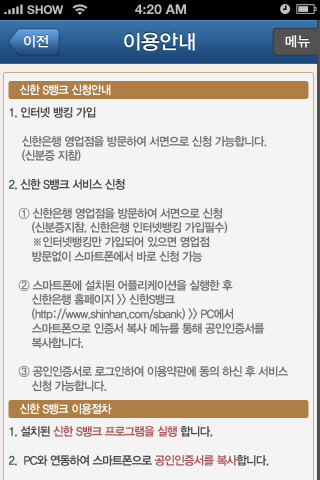 SHOW 4:20 AM
이전 이용안내 메뉴
신한 S뱅크 신청안내
1. 인터넷 뱅킹 가입
신한은행 영업점을 방문하여 서면으로 신청 가능합니다.
(신분증 지참)
2. 신한 S뱅크 서비스 신청
① 신한은행 영업점을 방문하여 서면으로 신청
(신분증지참, 신한은행 인터넷뱅킹 가입필수)
※인터넷뱅킹만 가입되어 있으면 영업점
방문없이 스마트폰에서 바로 신청 가능
② 스마트폰에 설치된 어플리케이션을 실행한 후
신한은행 홈페이지 >> 신한S뱅크
(http://www.shinhan.com/sbank) >> PC에서
스마트폰으로 인증서 복사 메뉴를 통해 공인인증서를
복사합니다.
③ 공인인증서로 로그인하여 이용약관에 동의 하신 후 서비스
신청 가능합니다.
신한 S뱅크 이용절차
1. 설치된 신한 S뱅크 프로그램을 실행 합니다.
2. PC와 연동하여 스마트폰으로 공인인증서를 복사합니다.